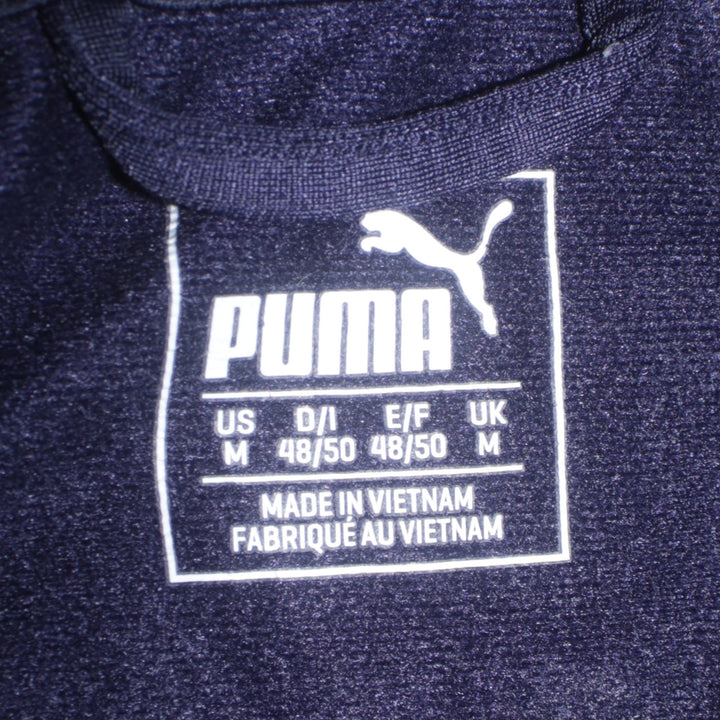 PUMA
US D/I E/F UK
M 48/50 48/50 M
MADE IN VIETNAM
FABRIQUÉ AU VIETNAM